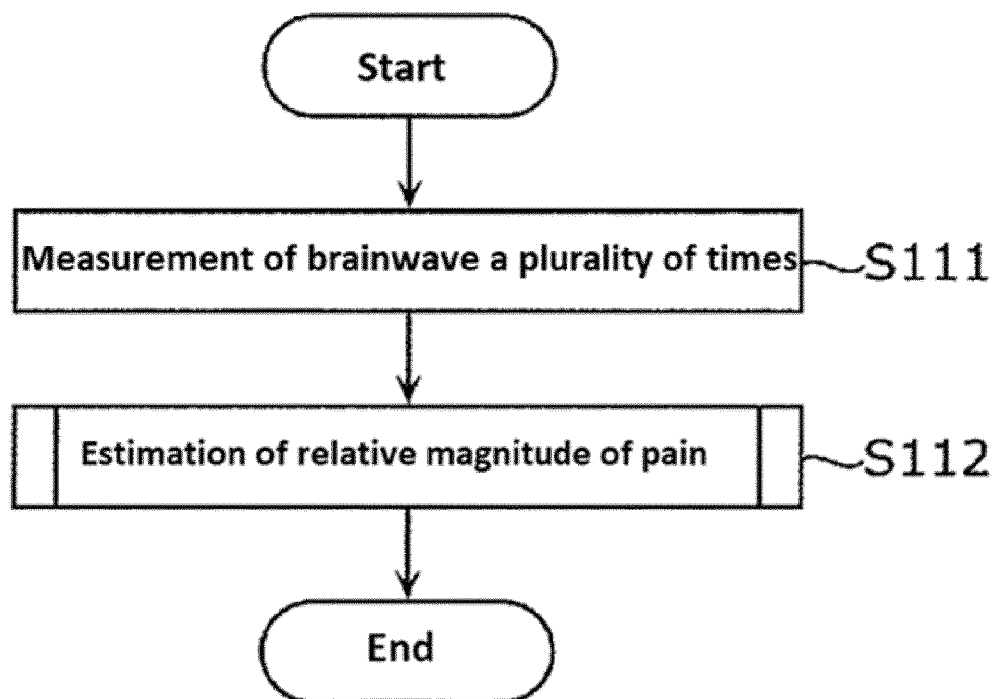 Start
Measurement of brainwave a plurality of times
S111
Estimation of relative magnitude of pain
S112
End